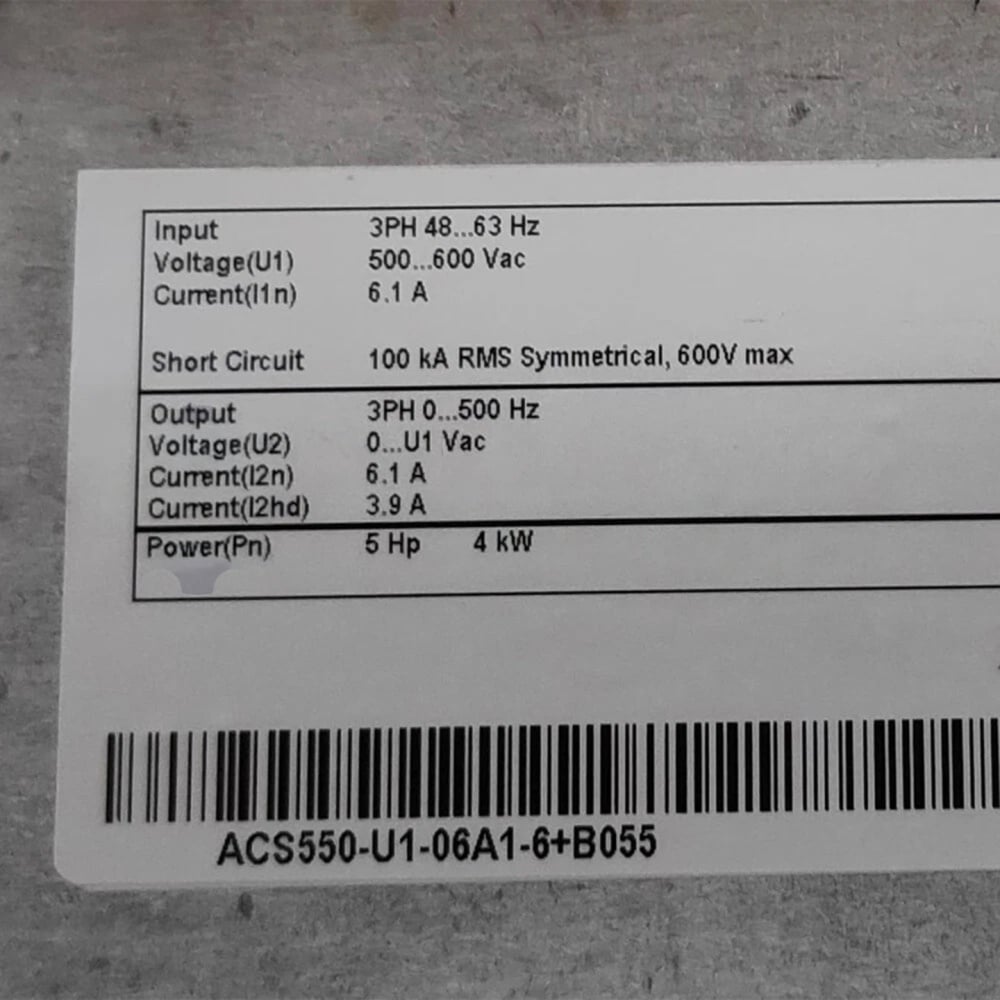 Input 3PH 48...63 Hz
Voltage(U1) 500...600 Vac
Current(I1n) 6.1 A
Short Circuit 100 kA RMS Symmetrical, 600V max
Output 3PH 0...500 Hz
Voltage(U2) 0...U1 Vac
Current(I2n) 6.1 A
Current(I2hd) 3.9 A
Power(Pn) 5 Hp 4 kW
ACS550-U1-06A1-6+B055